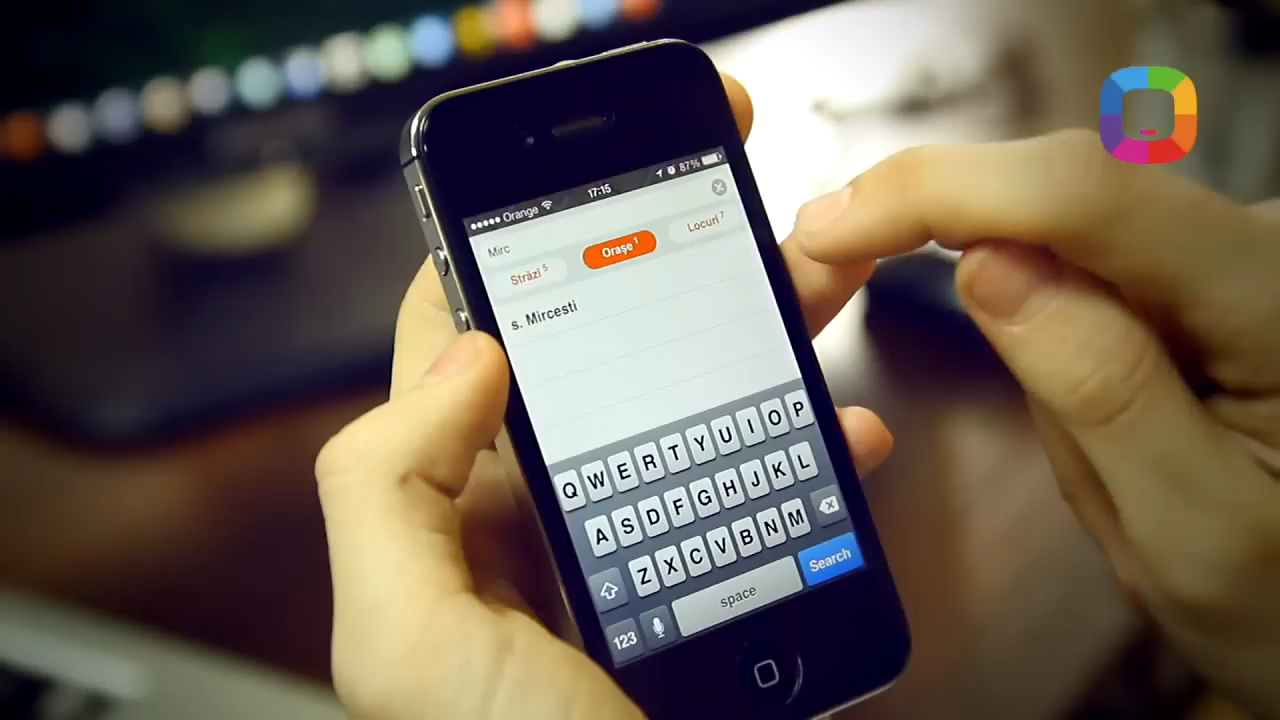 Orange 17:15 87%
Mirc
Străzi 5 Orașe 1 Locuri 7
s. Mircesti
Q W E R T Y U I O P
A S D F G H J K L
Z X C V B N M
123 space Search